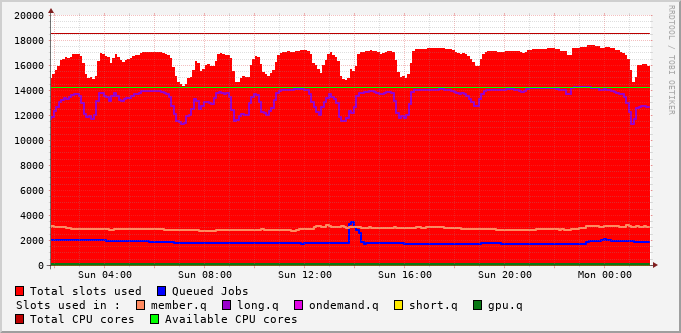 20000
18000
16000
14000
12000
10000
8000
6000
4000
2000
0
Sun 04:00 Sun 08:00 Sun 12:00 Sun 16:00 Sun 20:00 Mon 00:00
Total slots used Queued Jobs
Slots used in : member.q long.q ondemand.q short.q gpu.q
Total CPU cores Available CPU cores
RRDTOOL / TOBI OETIKER